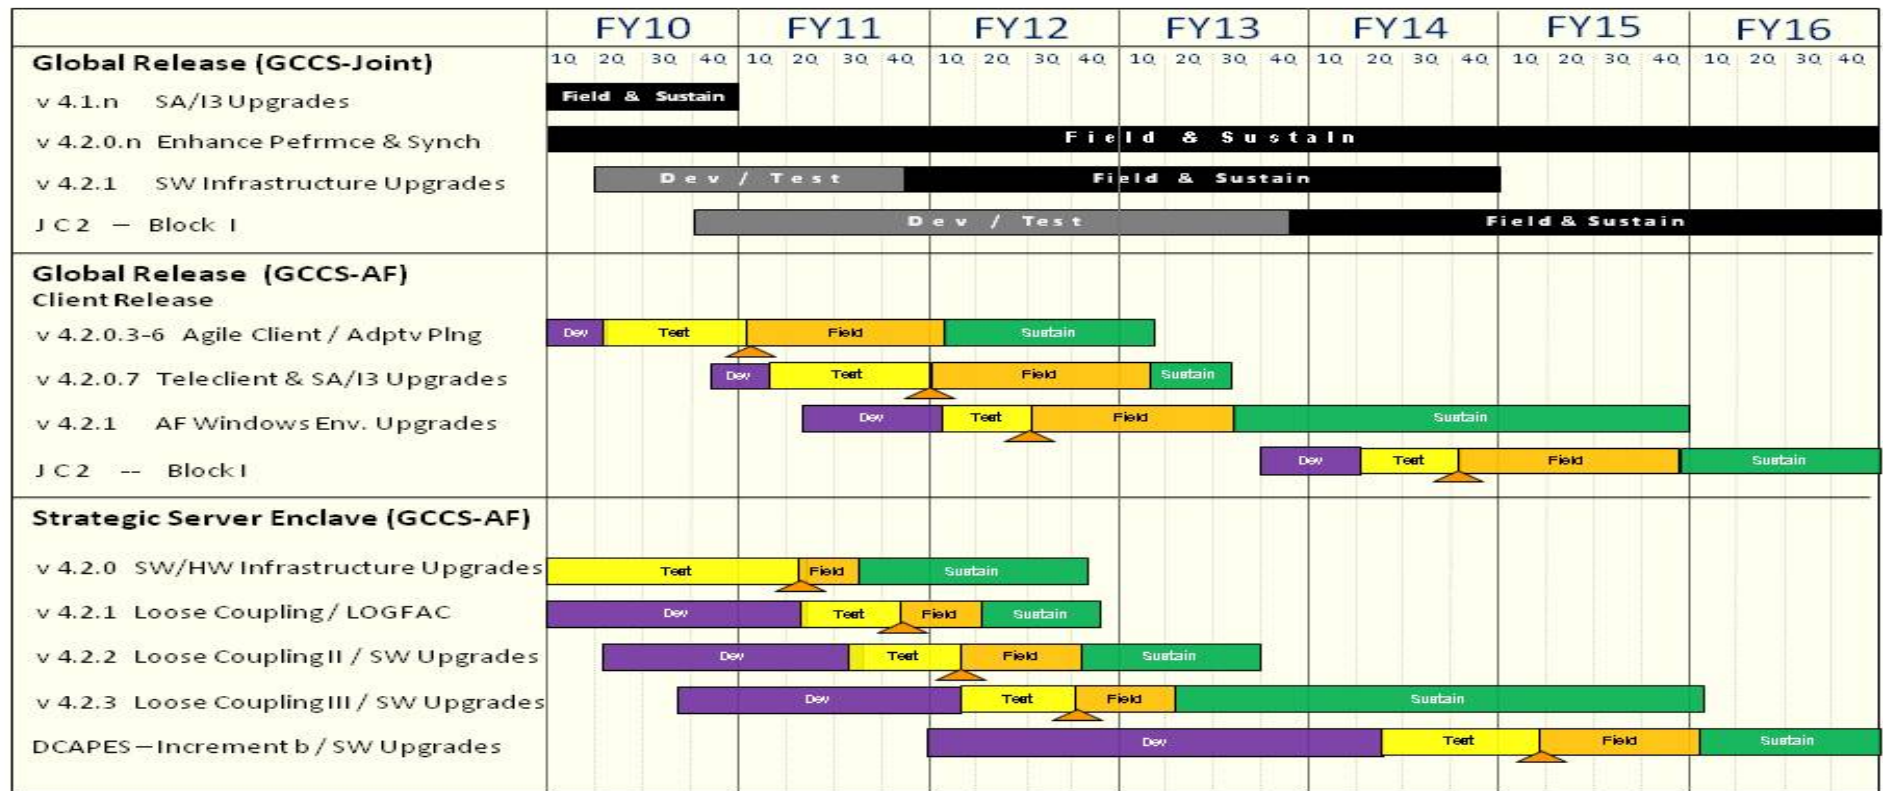 FY10 FY11 FY12 FY13 FY14 FY15 FY16
Global Release (GCCS-Joint) 1Q 2Q 3Q 4Q 1Q 2Q 3Q 4Q 1Q 2Q 3Q 4Q 1Q 2Q 3Q 4Q 1Q 2Q 3Q 4Q 1Q 2Q 3Q 4Q 1Q 2Q 3Q 4Q
v 4.1.n SA/I3 Upgrades Field & Sustain
v 4.2.0.n Enhance Pefrmce & Synch Field & Sustain
v 4.2.1 SW Infrastructure Upgrades Dev / Test Field & Sustain
JC2 – Block I Dev / Test Field & Sustain
Global Release (GCCS-AF)
Client Release
v 4.2.0.3-6 Agile Client / Adptv Plng Dev Test Field Sustain
v 4.2.0.7 Teleclient & SA/I3 Upgrades Dev Test Field Sustain
v 4.2.1 AF Windows Env. Upgrades Dev Test Field Sustain
JC2 -- Block I Dev Test Field Sustain
Strategic Server Enclave (GCCS-AF)
v 4.2.0 SW/HW Infrastructure Upgrades Test Field Sustain
v 4.2.1 Loose Coupling / LOGFAC Dev Test Field Sustain
v 4.2.2 Loose Coupling II / SW Upgrades Dev Test Field Sustain
v 4.2.3 Loose Coupling III / SW Upgrades Dev Test Field Sustain
DCAPES – Increment b / SW Upgrades Dev Test Field Sustain